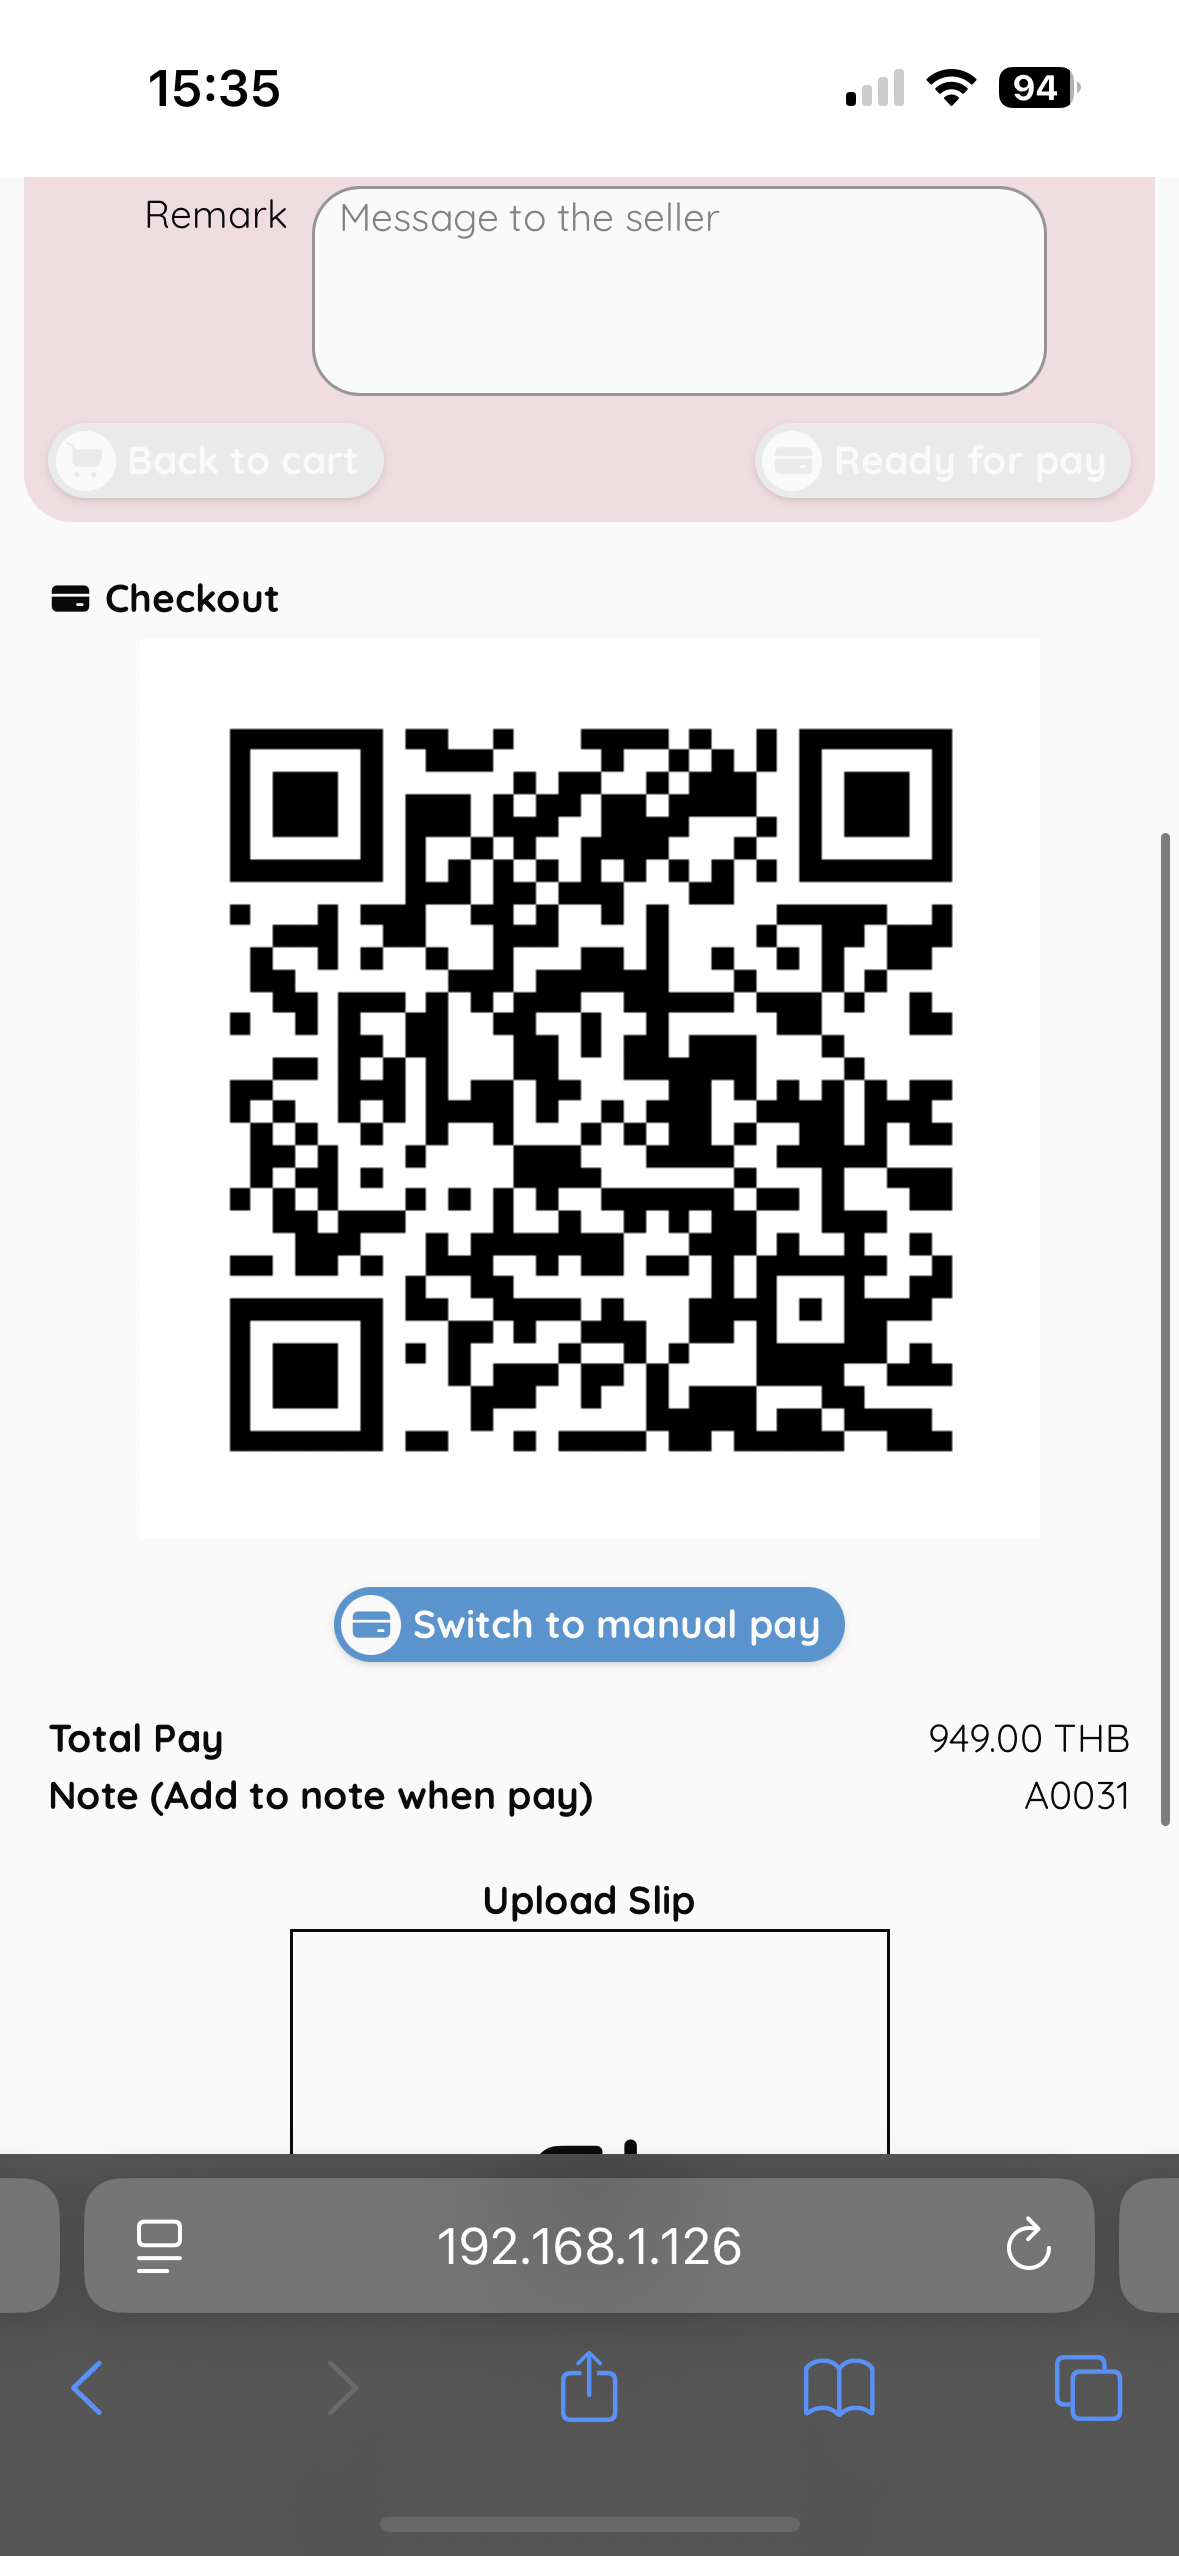 15:35
94
Remark
Message to the seller
Back to cart
Ready for pay
Checkout
Switch to manual pay
Total Pay 949.00 THB
Note (Add to note when pay) A0031
Upload Slip
192.168.1.126